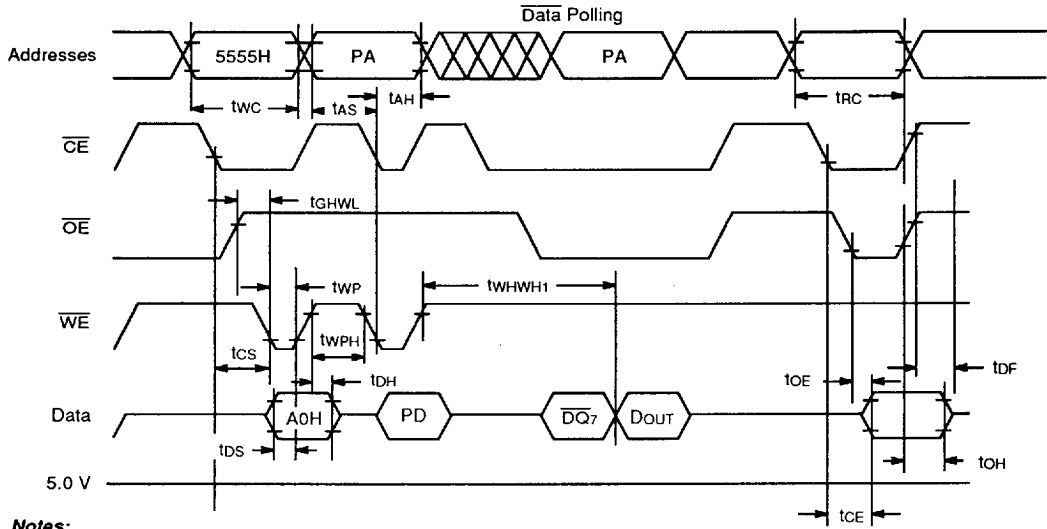 Data Polling
Addresses 5555H PA PA
tWC tAS tAH tRC
CE
OE tGHWL
tWP tWHWH1
WE
tCS tWPH
tDH tOE tDF
Data A0H PD DQ7 DOUT
tDS tOH
5.0 V
tCE
Notes: